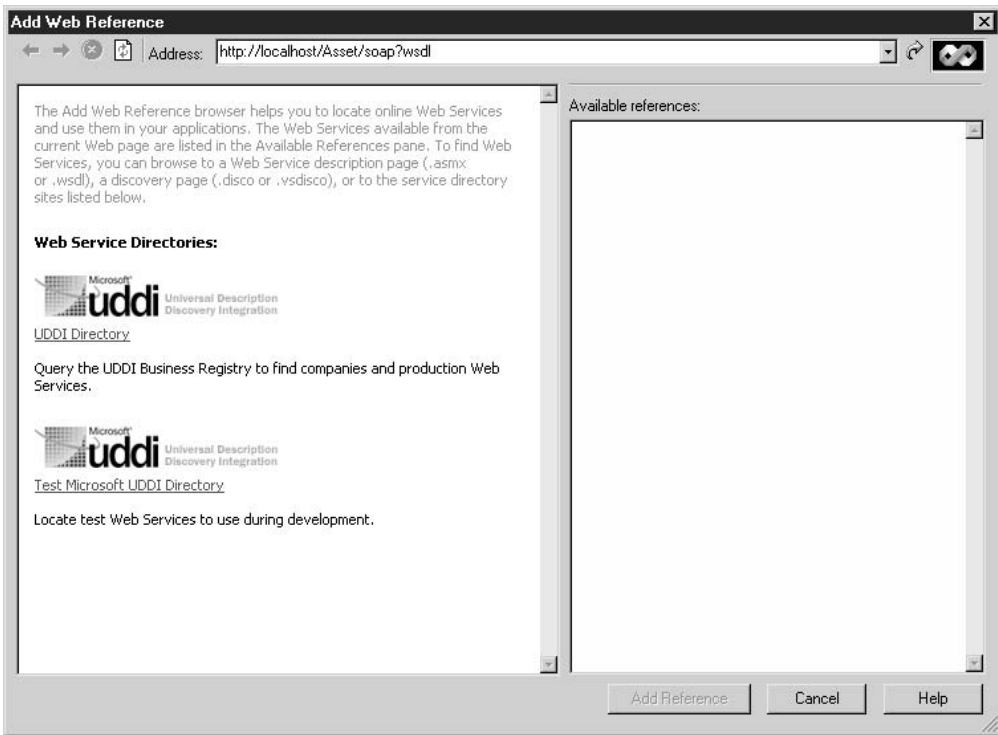 Add Web Reference
Address: http://localhost/Asset/soap?wsdl
The Add Web Reference browser helps you to locate online Web Services
and use them in your applications. The Web Services available from the
current Web page are listed in the Available References pane. To find Web
Services, you can browse to a Web Service description page (.asmx
or .wsdl), a discovery page (.disco or .vsdisco), or to the service directory
sites listed below.
Web Service Directories:
Microsoft
uddi Universal Description
Discovery Integration
UDDI Directory
Query the UDDI Business Registry to find companies and production Web
Services.
Microsoft
uddi Universal Description
Discovery Integration
Test Microsoft UDDI Directory
Locate test Web Services to use during development.
Available references:
Add Reference Cancel Help